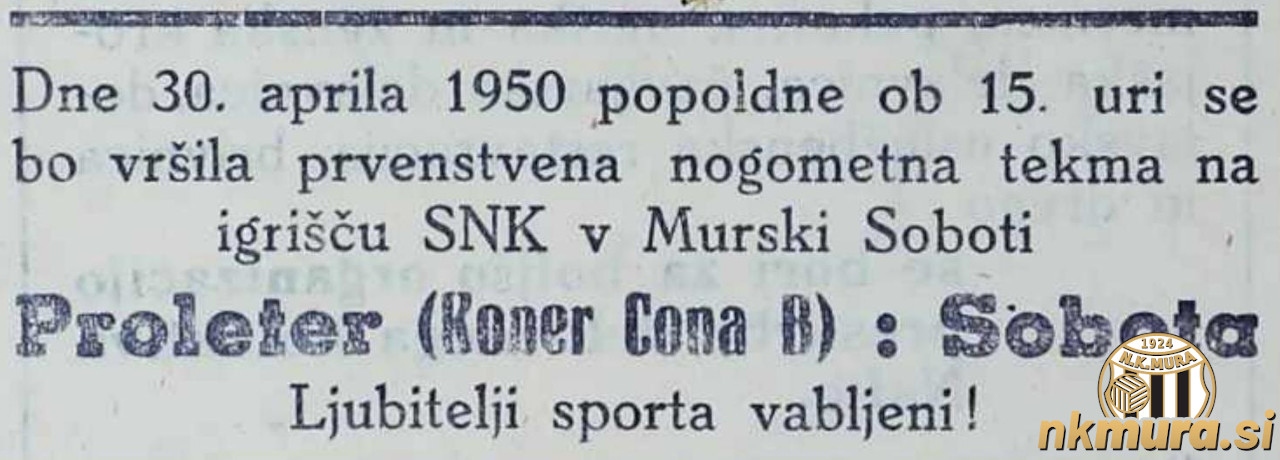 Dne 30. aprila 1950 popoldne ob 15. uri se
bo vršila prvenstvena nogometna tekma na
igrišču SNK v Murski Soboti
Proleter (Koper Cona B) : Sobota
Ljubitelji sporta vabljeni!
1924
N.K.MURA
nkmura.si